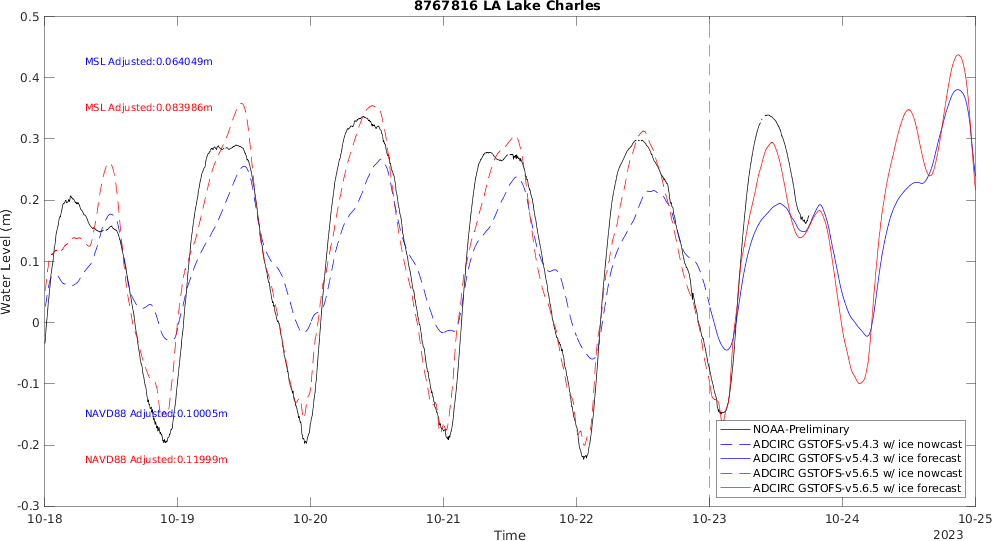 8767816 LA Lake Charles
0.5
0.4
0.3
0.2
0.1
0
-0.1
-0.2
-0.3
Water Level (m)
MSL Adjusted:0.064049m
MSL Adjusted:0.083986m
NAVD88 Adjusted:0.10005m
NAVD88 Adjusted:0.11999m
NOAA-Preliminary
ADCIRC GSTOFS-v5.4.3 w/ ice nowcast
ADCIRC GSTOFS-v5.4.3 w/ ice forecast
ADCIRC GSTOFS-v5.6.5 w/ ice nowcast
ADCIRC GSTOFS-v5.6.5 w/ ice forecast
10-18 10-19 10-20 10-21 10-22 10-23 10-24 10-25
Time
2023